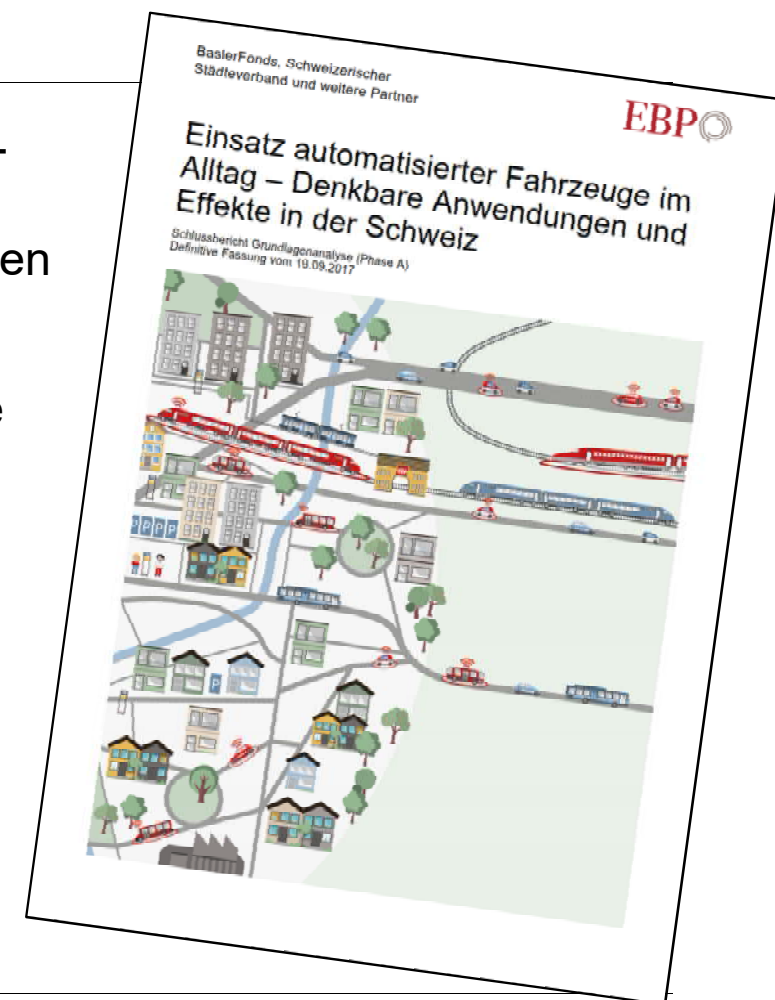 BaslerFonds, Schweizerischer
Städteverband und weitere Partner
EBP
Einsatz automatisierter Fahrzeuge im
Alltag – Denkbare Anwendungen und
Effekte in der Schweiz
Schlussbericht Grundlagenanalyse (Phase A)
Definitive Fassung vom 19.09.2017
en
P P P P
P